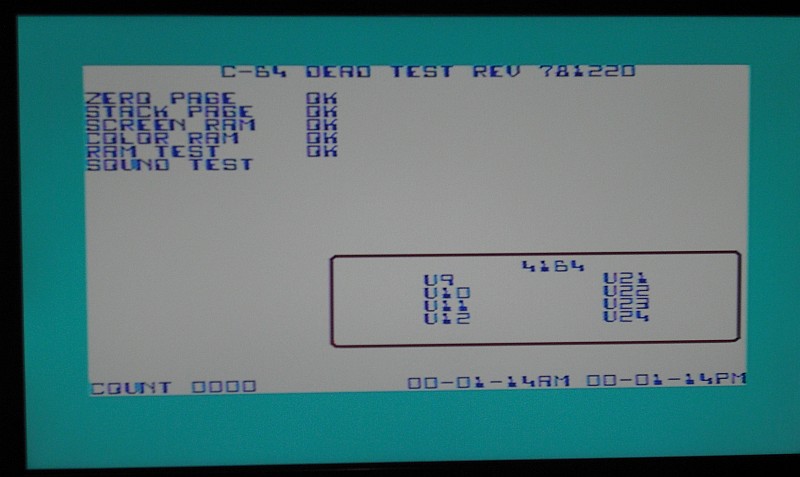 C-64 DEAD TEST REV 781220
ZERO PAGE OK
STACK PAGE OK
SCREEN RAM OK
COLOR RAM OK
RAM TEST OK
SOUND TEST
4164
U9 U21
U10 U22
U11 U23
U12 U24
COUNT 0000 00-01-14AM 00-01-14PM